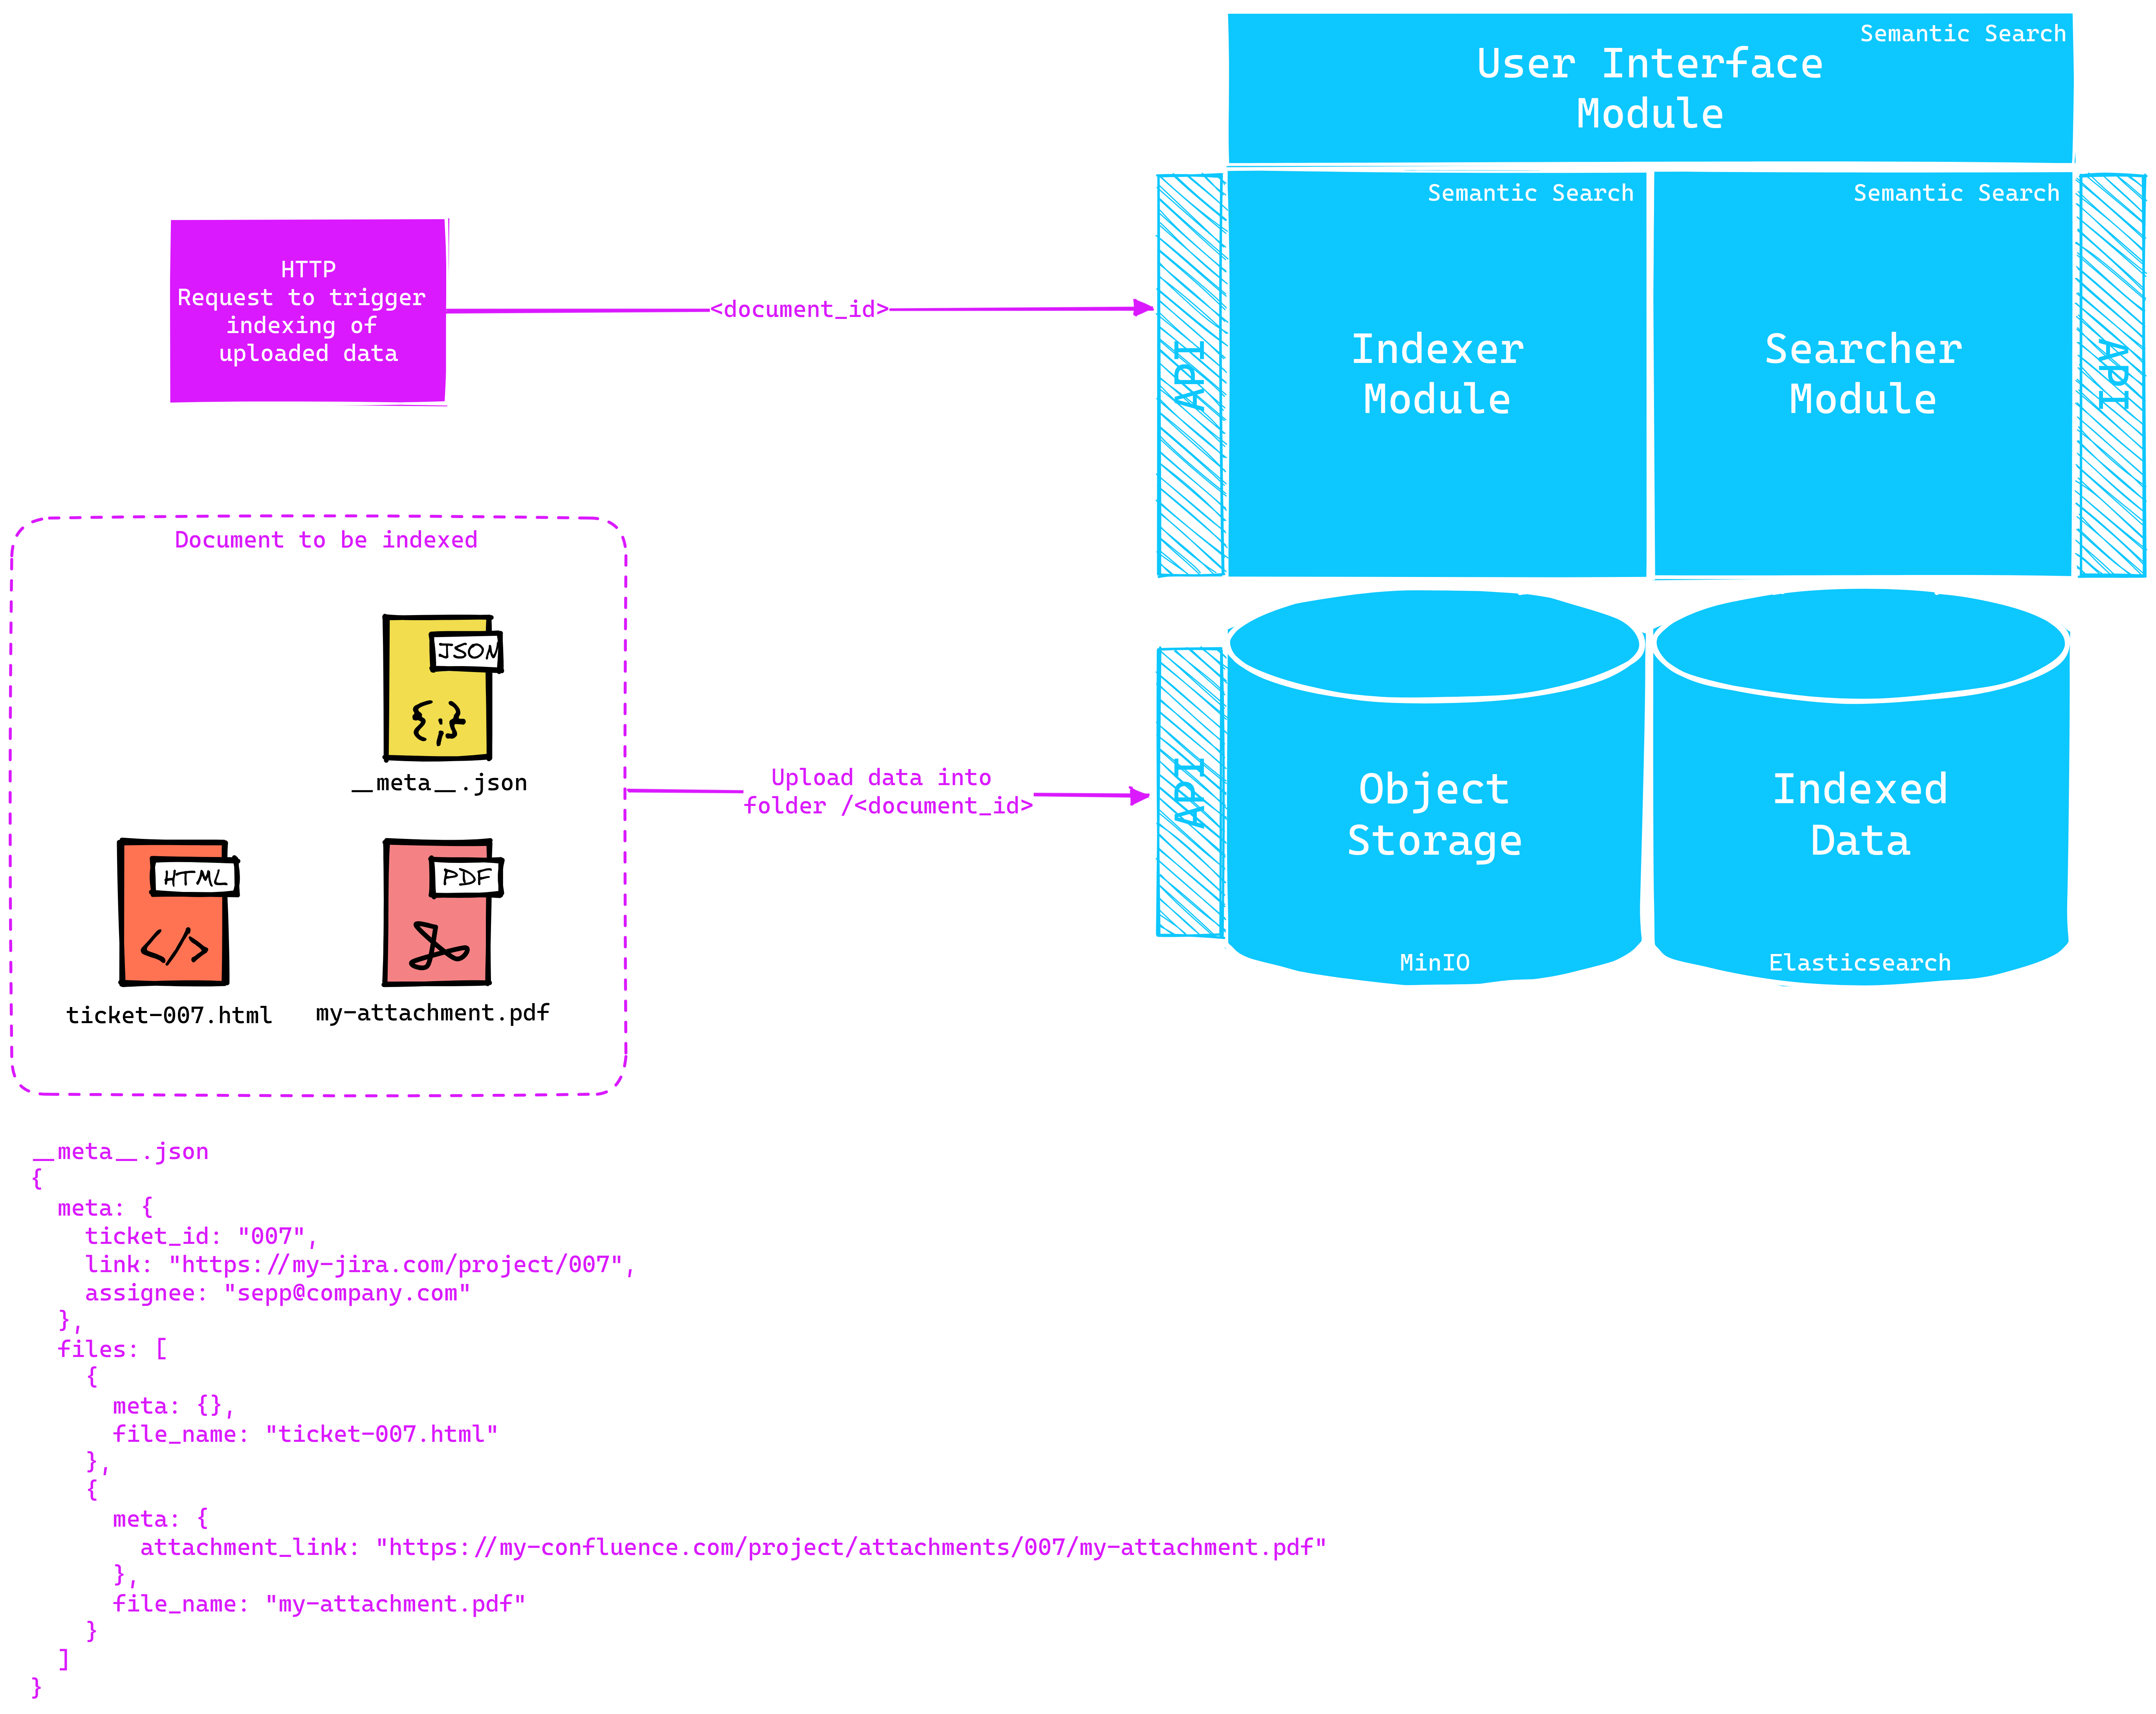 Semantic Search
User Interface
Module
Semantic Search
Semantic Search
HTTP
Request to trigger
indexing of
uploaded data
<document_id>
API
Indexer
Module
Searcher
Module
API
Document to be indexed
JSON
{;}
__meta__.json
HTML
</>
ticket-007.html
PDF
my-attachment.pdf
Upload data into
folder /<document_id>
API
Object
Storage
MinIO
Indexed
Data
Elasticsearch
__meta__.json
{
  meta: {
    ticket_id: "007",
    link: "https://my-jira.com/project/007",
    assignee: "sepp@company.com"
  },
  files: [
    {
      meta: {},
      file_name: "ticket-007.html"
    },
    {
      meta: {
        attachment_link: "https://my-confluence.com/project/attachments/007/my-attachment.pdf"
      },
      file_name: "my-attachment.pdf"
    }
  ]
}